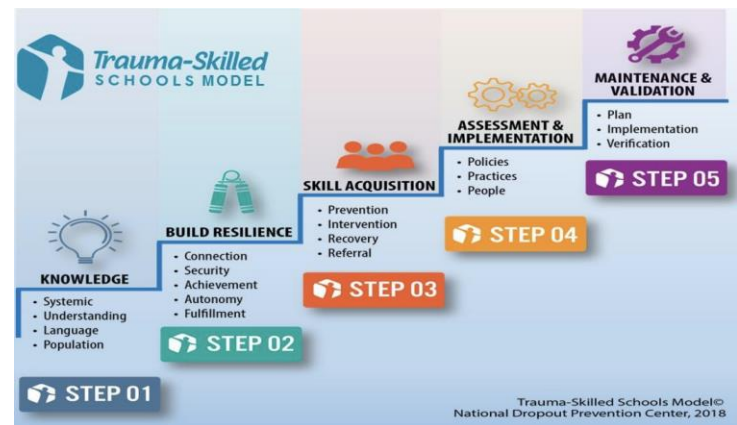 Trauma-Skilled
SCHOOLS MODEL
KNOWLEDGE
• Systemic
• Understanding
• Language
• Population
STEP 01
BUILD RESILIENCE
• Connection
• Security
• Achievement
• Autonomy
• Fulfillment
STEP 02
SKILL ACQUISITION
• Prevention
• Intervention
• Recovery
• Referral
STEP 03
ASSESSMENT &
IMPLEMENTATION
• Policies
• Practices
• People
STEP 04
MAINTENANCE &
VALIDATION
• Plan
• Implementation
• Verification
STEP 05
Trauma-Skilled Schools Model©
National Dropout Prevention Center, 2018